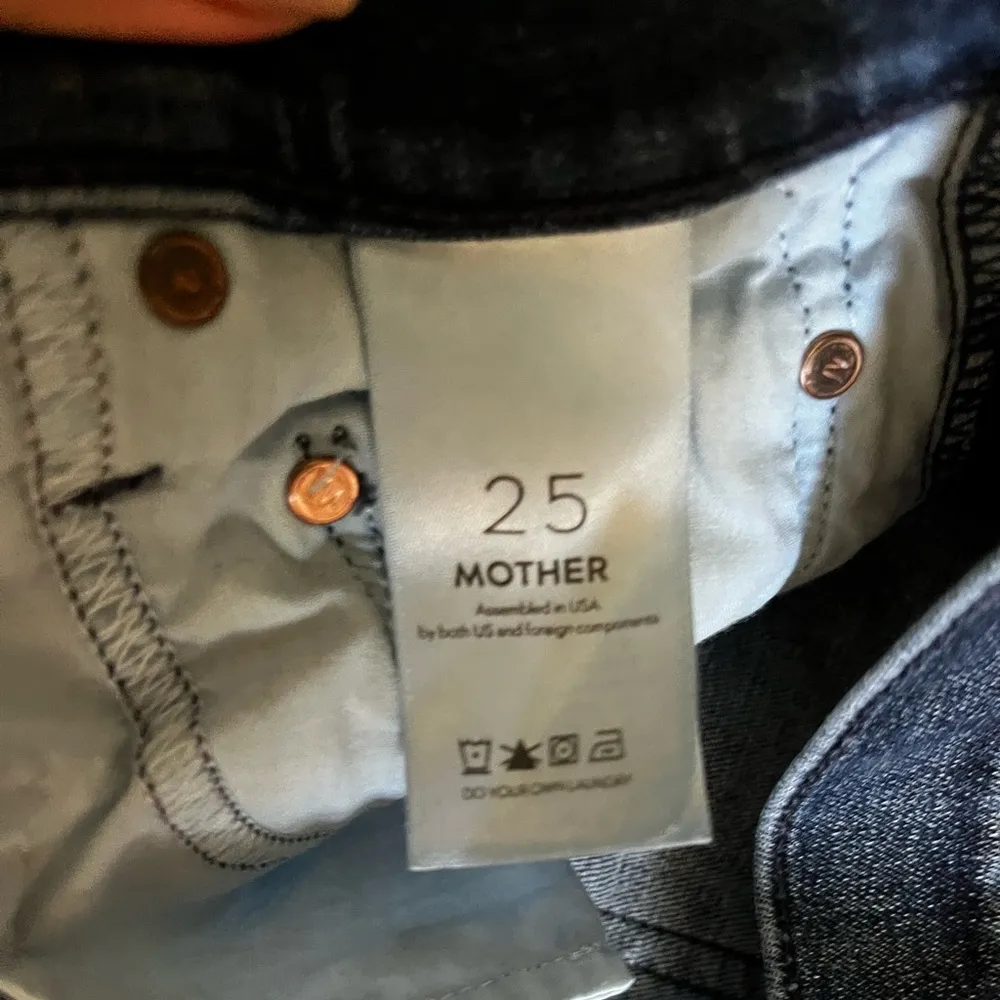 25
MOTHER
Assembled in USA
by both US and foreign components
DO YOUR OWN LAUNDRY